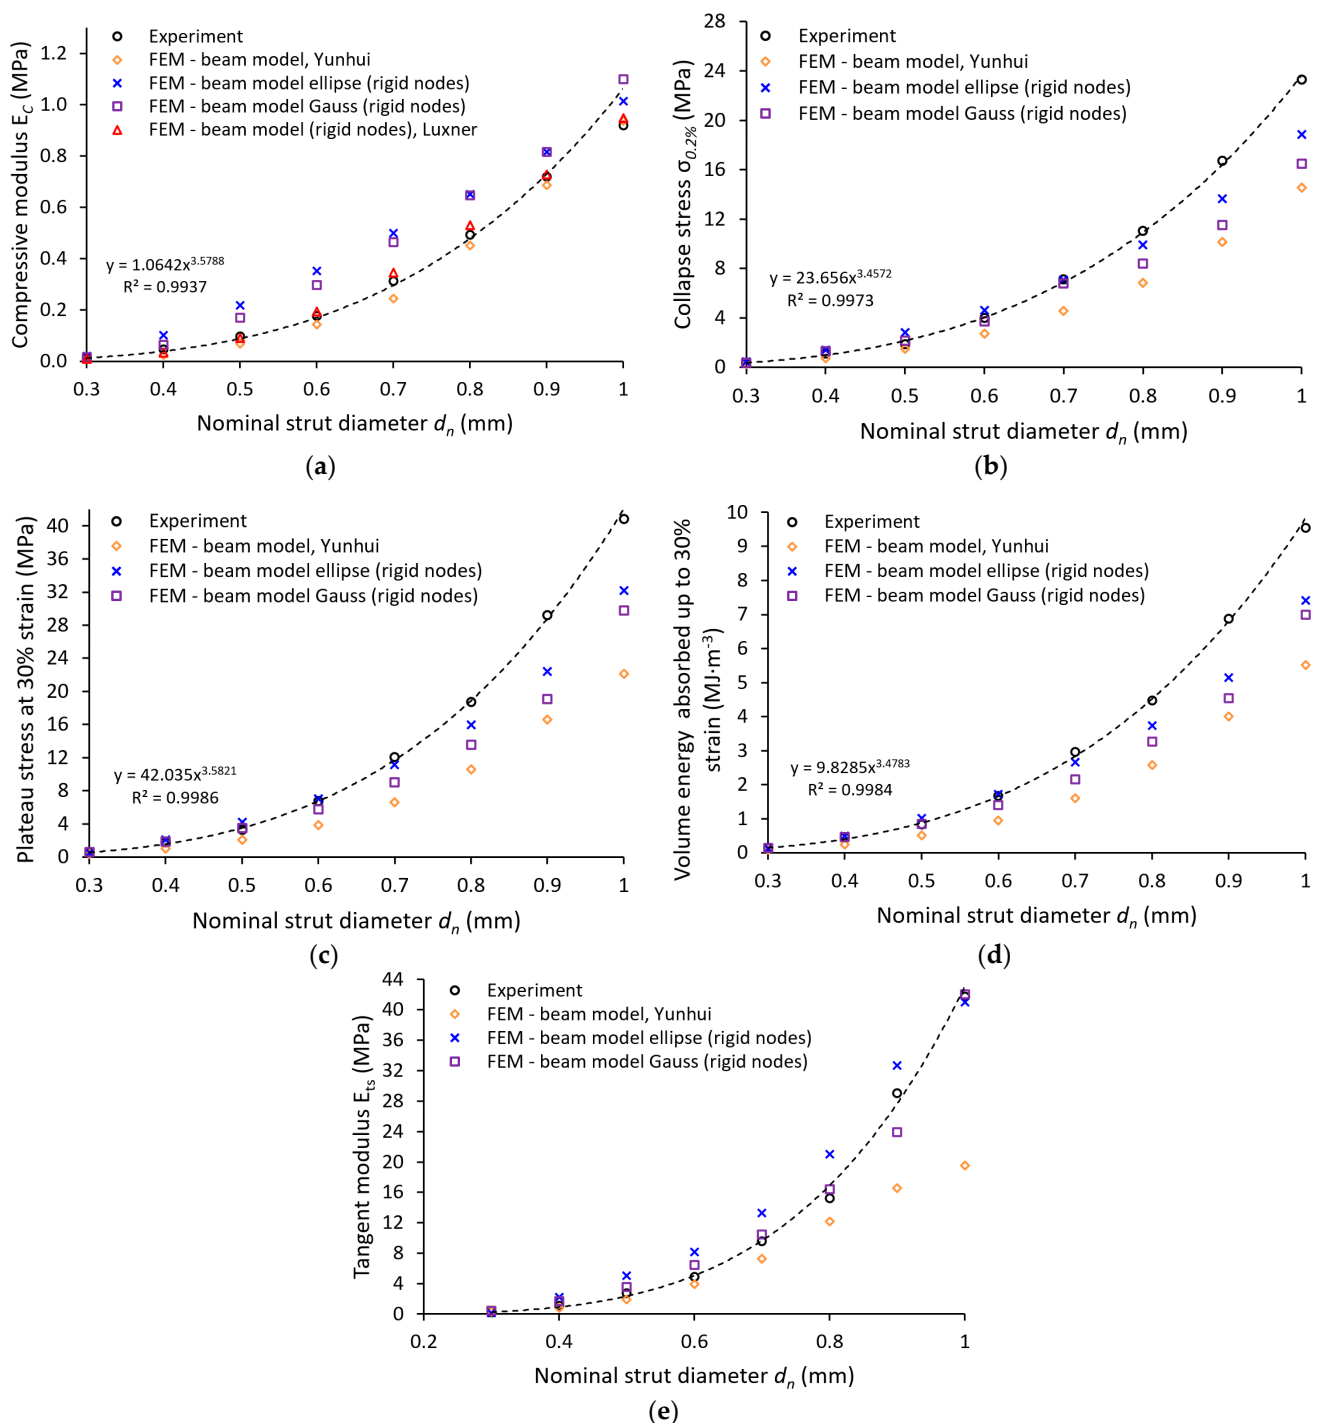 (a)
Experiment
FEM - beam model, Yunhui
FEM - beam model ellipse (rigid nodes)
FEM - beam model Gauss (rigid nodes)
FEM - beam model (rigid nodes), Luxner
Compressive modulus E_C (MPa)
1.2
1.0
0.8
0.6
0.4
0.2
0.0
y = 1.0642x^3.5788
R² = 0.9937
0.3 0.4 0.5 0.6 0.7 0.8 0.9 1
Nominal strut diameter d_n (mm)
(b)
Experiment
FEM - beam model, Yunhui
FEM - beam model ellipse (rigid nodes)
FEM - beam model Gauss (rigid nodes)
Collapse stress σ_0.2% (MPa)
28
24
20
16
12
8
4
0
y = 23.656x^3.4572
R² = 0.9973
0.3 0.4 0.5 0.6 0.7 0.8 0.9 1
Nominal strut diameter d_n (mm)
(c)
Experiment
FEM - beam model, Yunhui
FEM - beam model ellipse (rigid nodes)
FEM - beam model Gauss (rigid nodes)
Plateau stress at 30% strain (MPa)
40
36
32
28
24
20
16
12
8
4
0
y = 42.035x^3.5821
R² = 0.9986
0.3 0.4 0.5 0.6 0.7 0.8 0.9 1
Nominal strut diameter d_n (mm)
(d)
Experiment
FEM - beam model, Yunhui
FEM - beam model ellipse (rigid nodes)
FEM - beam model Gauss (rigid nodes)
Volume energy absorbed up to 30%
strain (MJ·m^-3)
10
9
8
7
6
5
4
3
2
1
0
y = 9.8285x^3.4783
R² = 0.9984
0.3 0.4 0.5 0.6 0.7 0.8 0.9 1
Nominal strut diameter d_n (mm)
Experiment
FEM - beam model, Yunhui
FEM - beam model ellipse (rigid nodes)
FEM - beam model Gauss (rigid nodes)
Tangent modulus E_ts (MPa)
44
40
36
32
28
24
20
16
12
8
4
0
0.2 0.4 0.6 0.8 1
Nominal strut diameter d_n (mm)
(e)